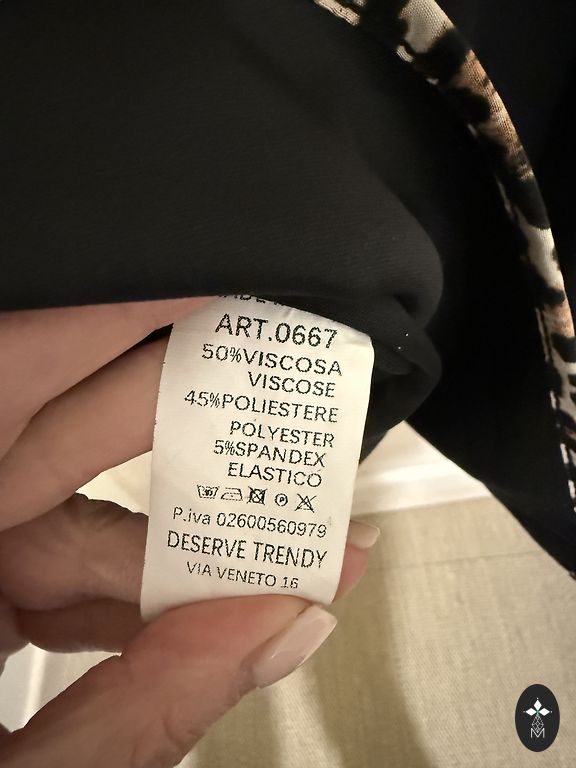 ART.0667
50%VISCOSA
VISCOSE
45%POLIESTERE
POLYESTER
5%SPANDEX
ELASTICO
P.iva 02600560979
DESERVE TRENDY
VIA VENETO 16
M